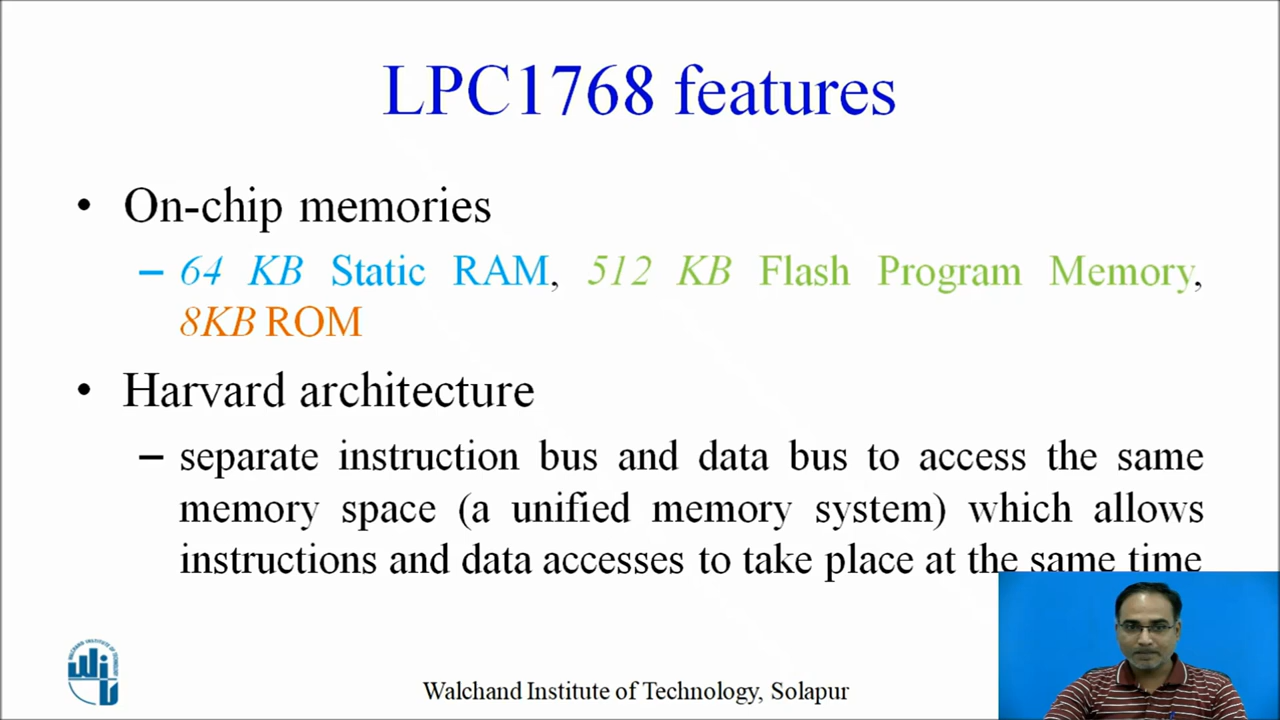 LPC1768 features
• On-chip memories
– 64 KB Static RAM, 512 KB Flash Program Memory,
8KB ROM
• Harvard architecture
– separate instruction bus and data bus to access the same
memory space (a unified memory system) which allows
instructions and data accesses to take place at the same time
WIT
Walchand Institute of Technology, Solapur